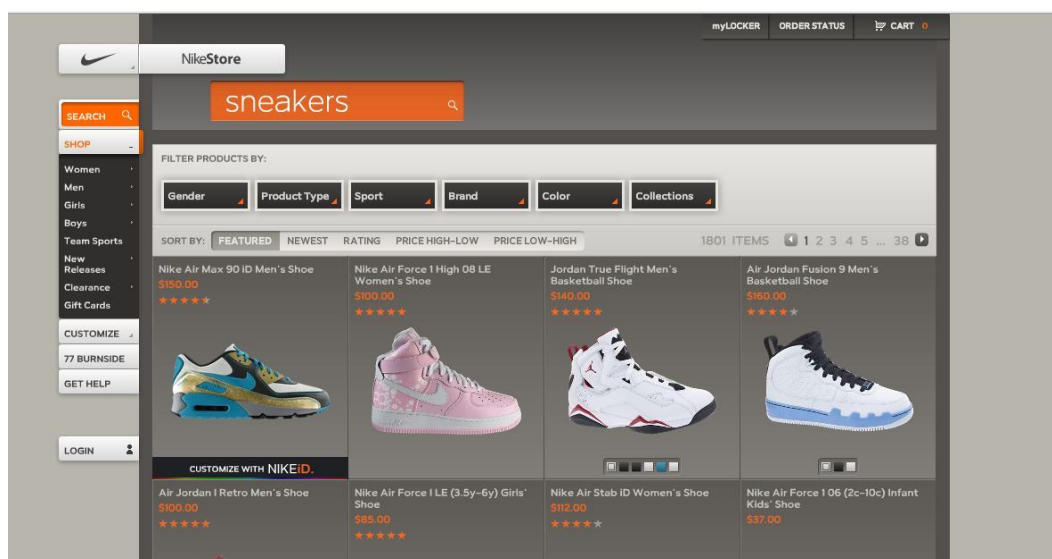 myLOCKER ORDER STATUS CART 0
NikeStore
sneakers
SEARCH
SHOP
Women
Men
Girls
Boys
Team Sports
New
Releases
Clearance
Gift Cards
CUSTOMIZE
77 BURNSIDE
GET HELP
LOGIN
FILTER PRODUCTS BY:
Gender Product Type Sport Brand Color Collections
SORT BY: FEATURED NEWEST RATING PRICE HIGH-LOW PRICE LOW-HIGH 1801 ITEMS 1 2 3 4 5 ... 38
Nike Air Max 90 iD Men's Shoe
$150.00
CUSTOMIZE WITH NIKEiD.
Nike Air Force 1 High 08 LE
Women's Shoe
$100.00
Jordan True Flight Men's
Basketball Shoe
$140.00
Air Jordan Fusion 9 Men's
Basketball Shoe
$160.00
Air Jordan I Retro Men's Shoe
$100.00
Nike Air Force I LE (3.5y-6y) Girls'
Shoe
$85.00
Nike Air Stab iD Women's Shoe
$112.00
Nike Air Force 1 06 (2c-10c) Infant
Kids' Shoe
$37.00